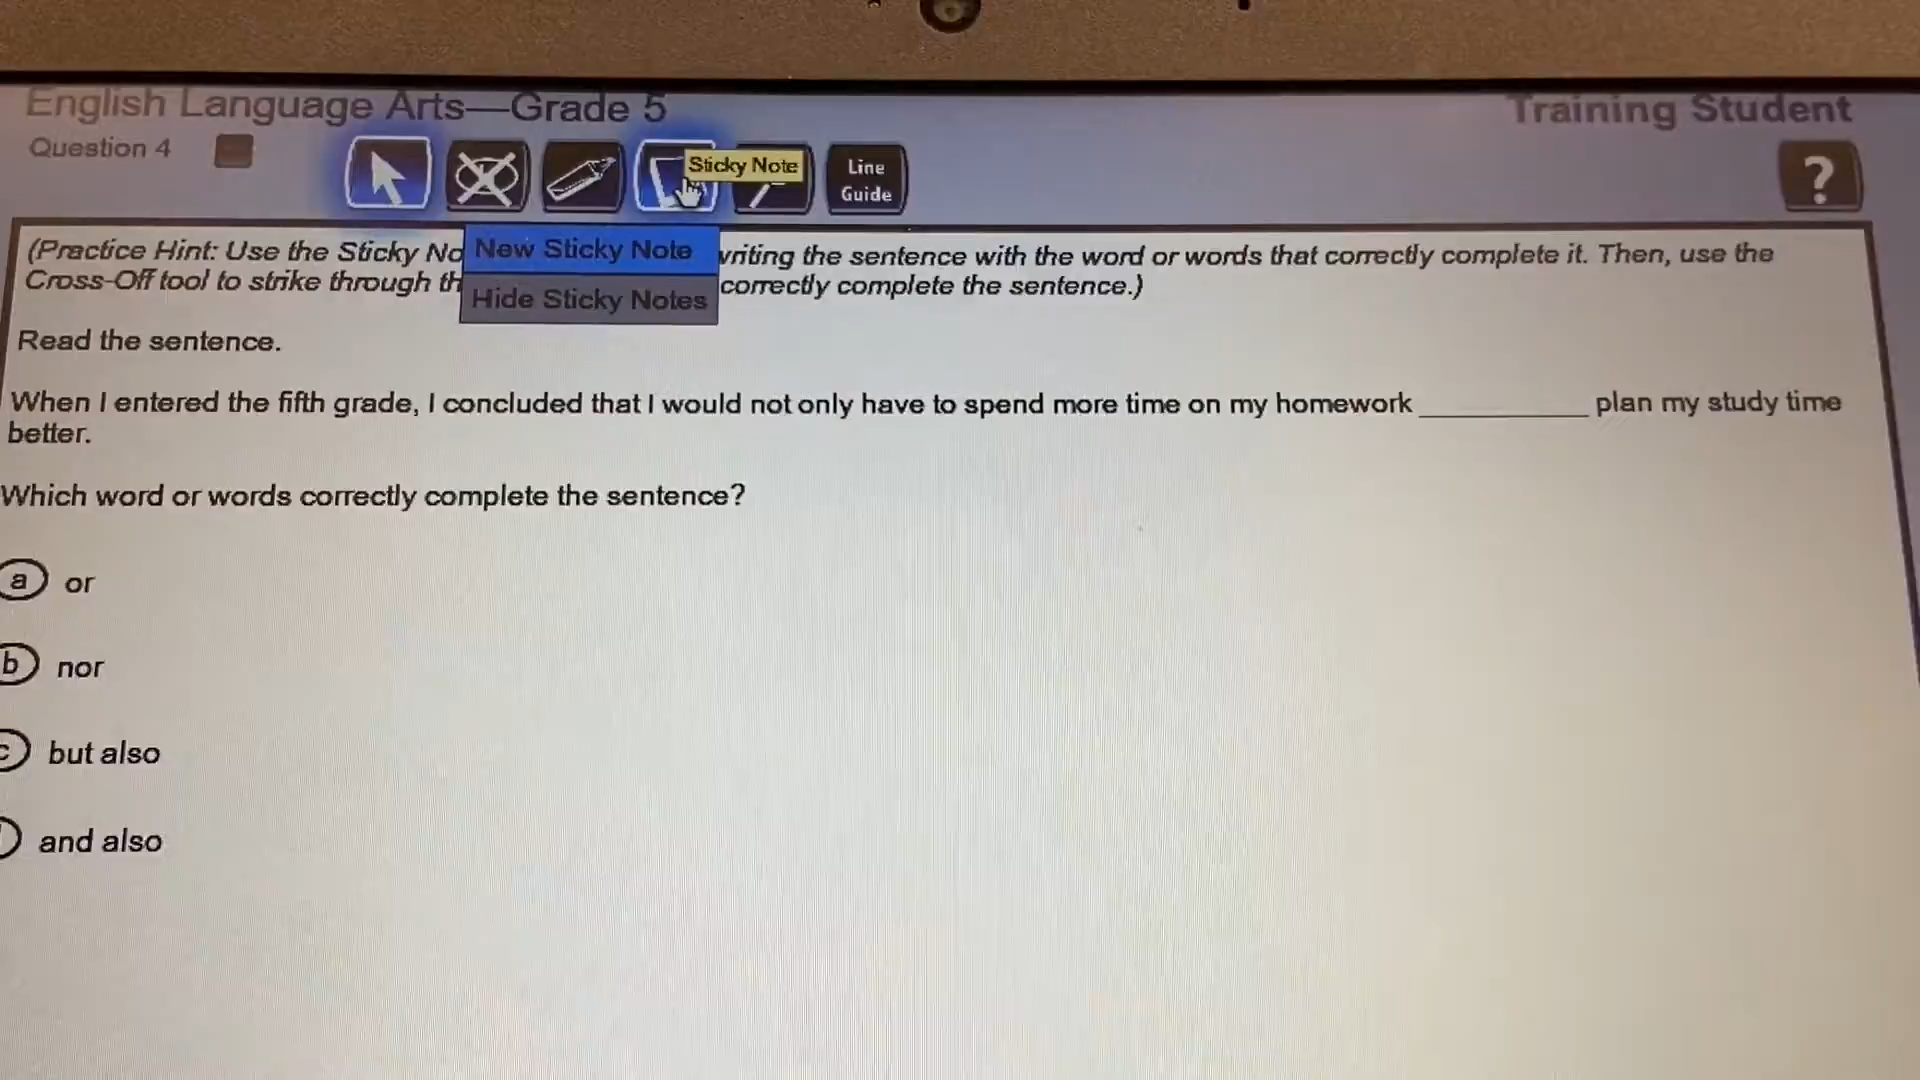 English Language Arts—Grade 5
Training Student
Question 4
Sticky Note
Line
Guide
?
(Practice Hint: Use the Sticky No
New Sticky Note
writing the sentence with the word or words that correctly complete it. Then, use the
Cross-Off tool to strike through th
Hide Sticky Notes
correctly complete the sentence.)
Read the sentence.
When I entered the fifth grade, I concluded that I would not only have to spend more time on my homework __________ plan my study time
better.
Which word or words correctly complete the sentence?
a or
b nor
c but also
and also